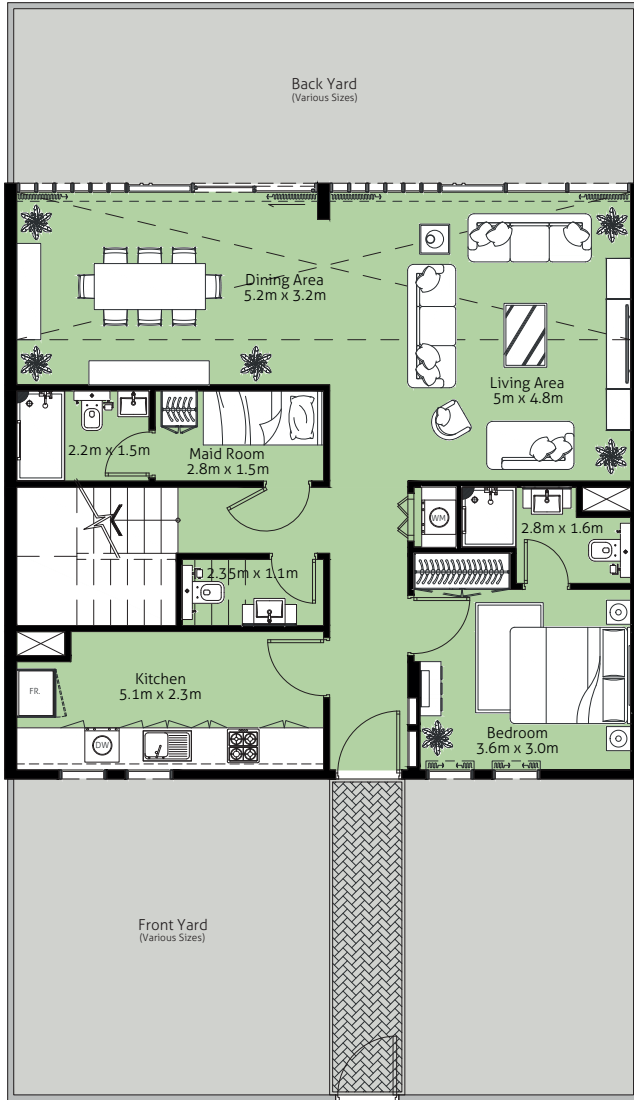 Back Yard
(Various Sizes)
Dining Area
5.2m x 3.2m
Living Area
5m x 4.8m
2.2m x 1.5m
Maid Room
2.8m x 1.5m
WM
2.8m x 1.6m
2.35m x 1.1m
Kitchen
5.1m x 2.3m
FR.
DW
Bedroom
3.6m x 3.0m
Front Yard
(Various Sizes)